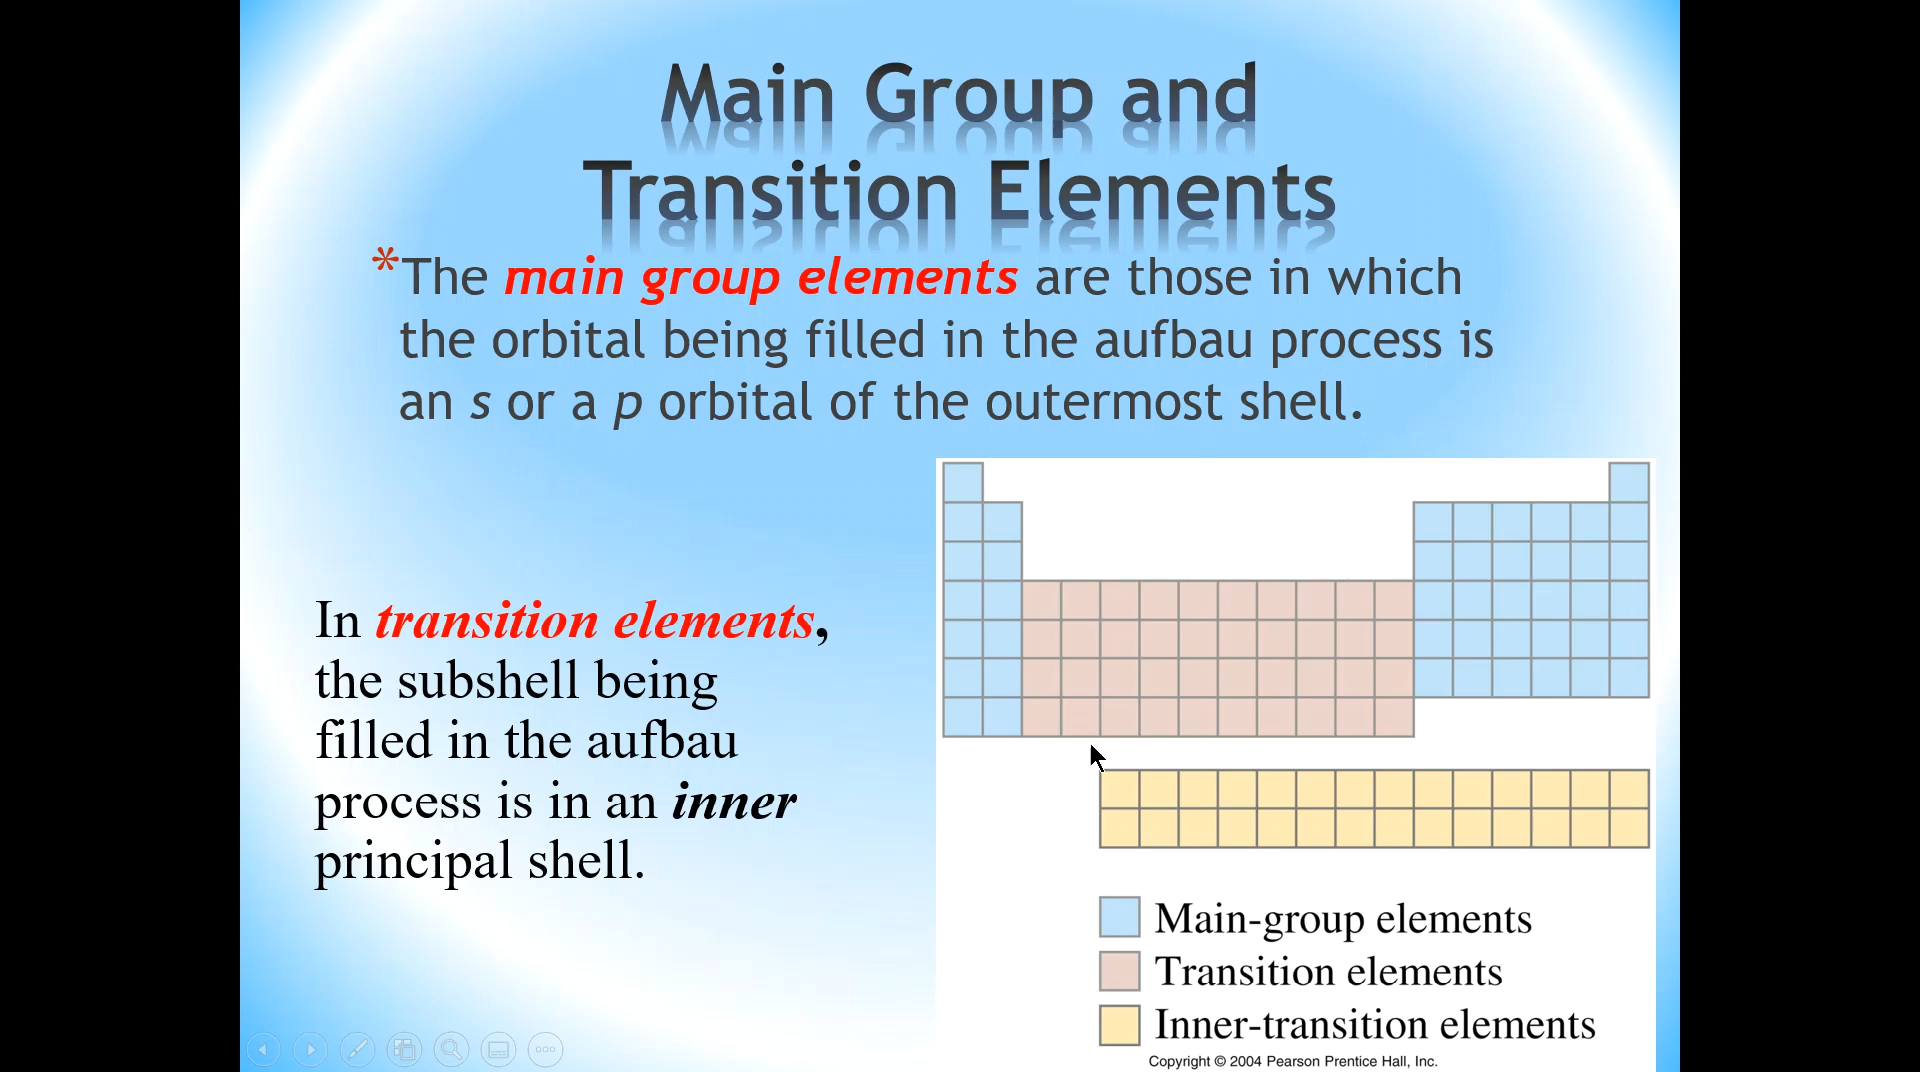 Main Group and
Transition Elements
*The main group elements are those in which
the orbital being filled in the aufbau process is
an s or a p orbital of the outermost shell.
In transition elements,
the subshell being
filled in the aufbau
process is in an inner
principal shell.
Main-group elements
Transition elements
Inner-transition elements
Copyright © 2004 Pearson Prentice Hall, Inc.